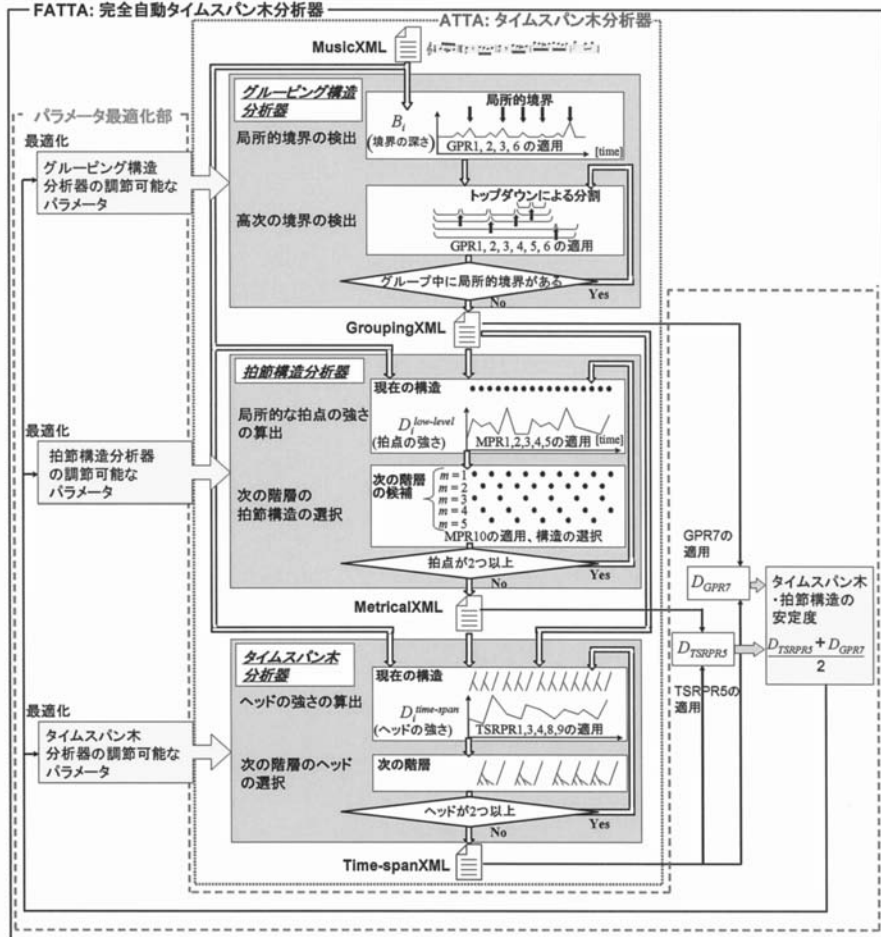 FATTA: 完全自動タイムスパン木分析器
ATTA: タイムスパン木分析器
MusicXML
パラメータ最適化部
グルーピング構造
分析器
局所的境界の検出
局所的境界
B_i
(境界の深さ)
GPR1, 2, 3, 6 の適用
[time]
最適化
グルーピング構造
分析器の調節可能な
パラメータ
高次の境界の検出
トップダウンによる分割
GPR1, 2, 3, 4, 5, 6 の適用
グループ中に局所的境界がある
No
Yes
GroupingXML
拍節構造分析器
現在の構造
局所的な拍点の強さ
の算出
D_i^{low-level}
(拍点の強さ)
MPR1,2,3,4,5の適用
[time]
最適化
拍節構造分析器
の調節可能な
パラメータ
次の階層の
拍節構造の選択
次の階層
の候補
m = 1
m = 2
m = 3
m = 4
m = 5
MPR10の適用、構造の選択
拍点が2つ以上
No
Yes
MetricalXML
GPR7の
適用
D_{GPR7}
D_{TSRPR5}
TSRPR5の
適用
タイムスパン木
・拍節構造の
安定度
D_{TSRPR5} + D_{GPR7}
2
タイムスパン木
分析器
現在の構造
ヘッドの強さの算出
D_i^{time-span}
(ヘッドの強さ)
TSRPR1,3,4,8,9の適用
最適化
タイムスパン木
分析器の調節可能な
パラメータ
次の階層のヘッド
の選択
次の階層
ヘッドが2つ以上
No
Yes
Time-spanXML